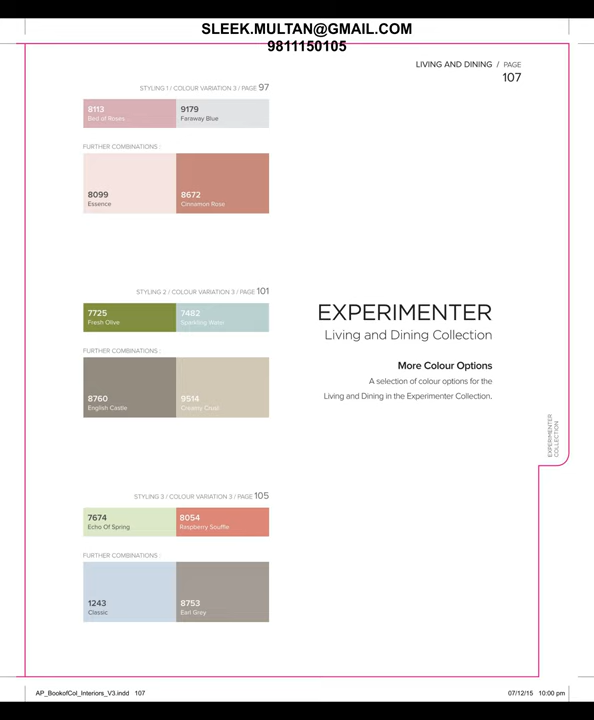 SLEEK.MULTAN@GMAIL.COM
9811150105
LIVING AND DINING / PAGE
107
STYLING 1 / COLOUR VARIATION 3 / PAGE 97
8113
Bed of Roses
9179
Faraway Blue
FURTHER COMBINATIONS :
8099
Essence
8672
Cinnamon Rose
STYLING 2 / COLOUR VARIATION 3 / PAGE 101
7725
Fresh Olive
7482
Sparkling Water
FURTHER COMBINATIONS :
8760
English Castle
9514
Creamy Crust
EXPERIMENTER
Living and Dining Collection
More Colour Options
A selection of colour options for the
Living and Dining in the Experimenter Collection.
EXPERIMENTER
COLLECTION
STYLING 3 / COLOUR VARIATION 3 / PAGE 105
7674
Echo Of Spring
8054
Raspberry Souffle
FURTHER COMBINATIONS :
1243
Classic
8753
Earl Grey
AP_BookofCol_Interiors_V3.indd 107
07/12/15 10:00 pm